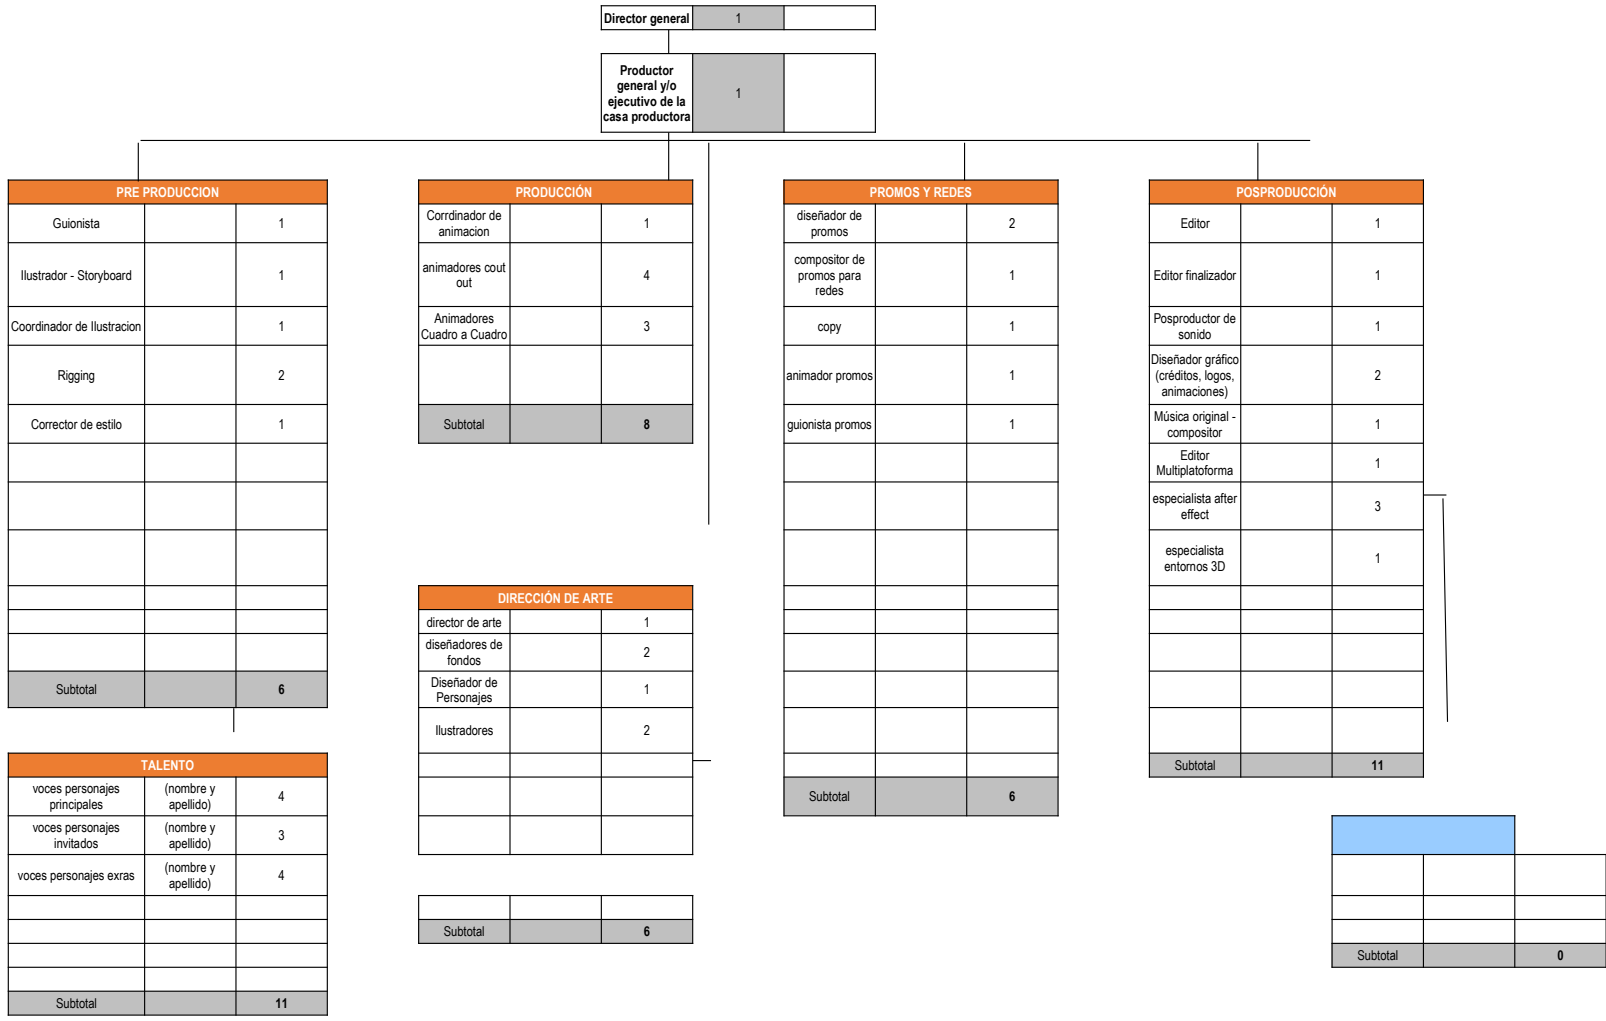 Director general 1
Productor
general y/o
ejecutivo de la
casa productora
1
PRE PRODUCCION
Guionista 1
Ilustrador - Storyboard 1
Coordinador de Ilustracion 1
Rigging 2
Corrector de estilo 1
Subtotal 6
TALENTO
voces personajes
principales
(nombre y
apellido)
4
voces personajes
invitados
(nombre y
apellido)
3
voces personajes exras
(nombre y
apellido)
4
Subtotal 11
PRODUCCIÓN
Corrdinador de
animacion
1
animadores cout
out
4
Animadores
Cuadro a Cuadro
3
Subtotal 8
DIRECCIÓN DE ARTE
director de arte 1
diseñadores de
fondos
2
Diseñador de
Personajes
1
Ilustradores 2
Subtotal 6
PROMOS Y REDES
diseñador de
promos
2
compositor de
promos para
redes
1
copy 1
animador promos 1
guionista promos 1
Subtotal 6
POSPRODUCCIÓN
Editor 1
Editor finalizador 1
Posproductor de
sonido
1
Diseñador gráfico
(créditos, logos,
animaciones)
2
Música original -
compositor
1
Editor
Multiplatoforma
1
especialista after
effect
3
especialista
entornos 3D
1
Subtotal 11
Subtotal 0